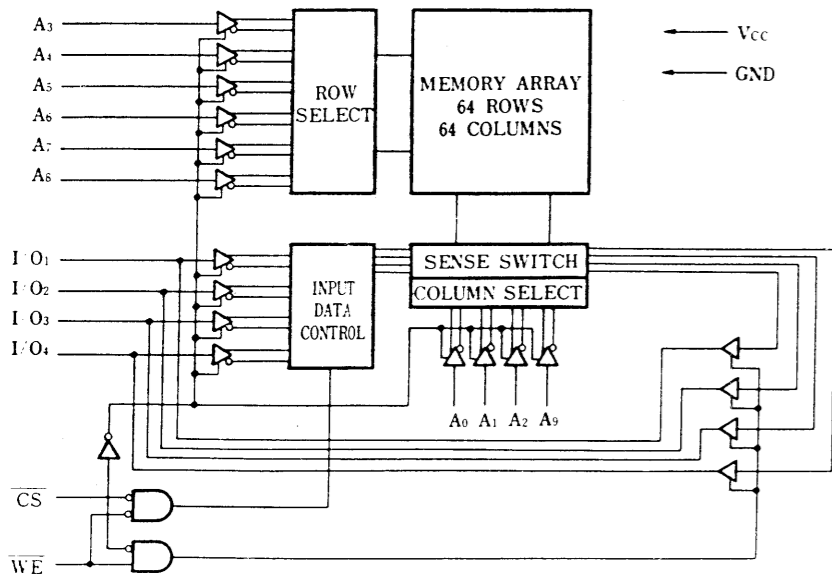 A3
A4
A5
A6
A7
A8
ROW
SELECT
MEMORY ARRAY
64 ROWS
64 COLUMNS
VCC
GND
I/O1
I/O2
I/O3
I/O4
INPUT
DATA
CONTROL
SENSE SWITCH
COLUMN SELECT
A0 A1 A2 A9
CS
WE